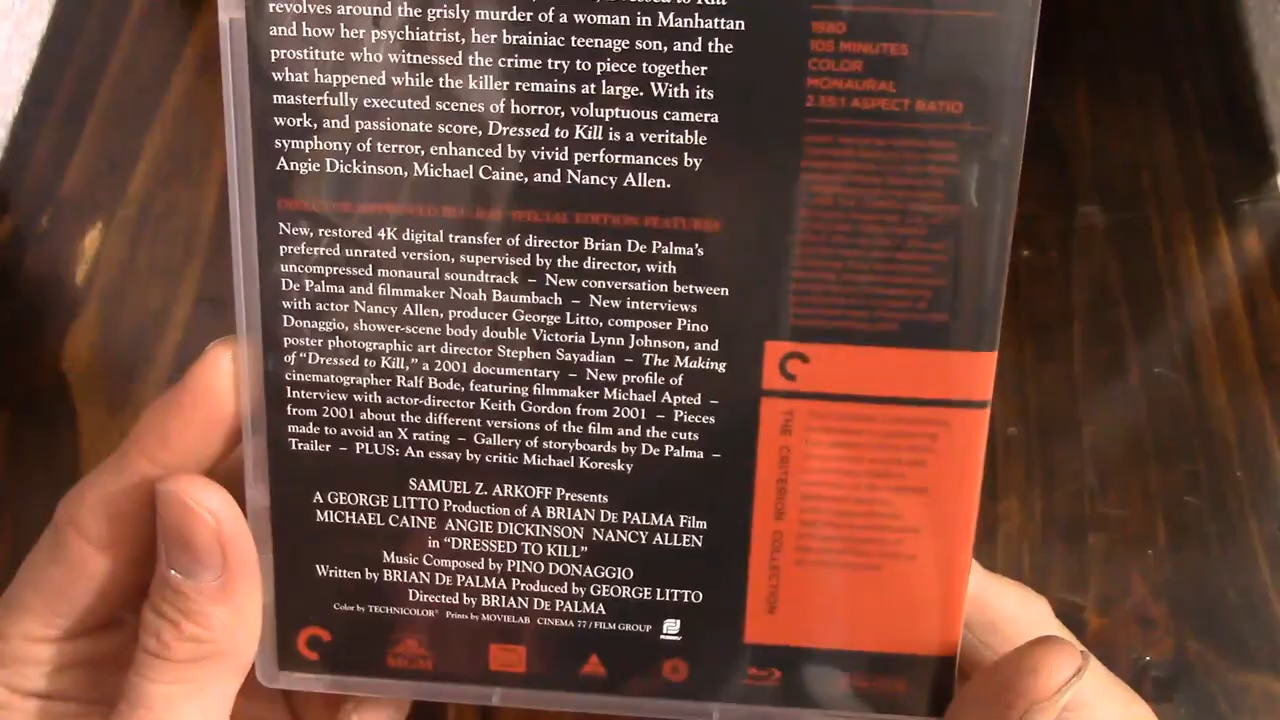 Dressed to Kill
revolves around the grisly murder of a woman in Manhattan
and how her psychiatrist, her brainiac teenage son, and the
prostitute who witnessed the crime try to piece together
what happened while the killer remains at large. With its
masterfully executed scenes of horror, voluptuous camera
work, and passionate score, Dressed to Kill is a veritable
symphony of terror, enhanced by vivid performances by
Angie Dickinson, Michael Caine, and Nancy Allen.
DIRECTOR-APPROVED BLU-RAY SPECIAL EDITION FEATURES
New, restored 4K digital transfer of director Brian De Palma's
preferred unrated version, supervised by the director, with
uncompressed monaural soundtrack – New conversation between
De Palma and filmmaker Noah Baumbach – New interviews
with actor Nancy Allen, producer George Litto, composer Pino
Donaggio, shower-scene body double Victoria Lynn Johnson, and
poster photographic art director Stephen Sayadian – The Making
of "Dressed to Kill," a 2001 documentary – New profile of
cinematographer Ralf Bode, featuring filmmaker Michael Apted –
Interview with actor-director Keith Gordon from 2001 – Pieces
from 2001 about the different versions of the film and the cuts
made to avoid an X rating – Gallery of storyboards by De Palma –
Trailer – PLUS: An essay by critic Michael Koresky
SAMUEL Z. ARKOFF Presents
A GEORGE LITTO Production of A BRIAN DE PALMA Film
MICHAEL CAINE ANGIE DICKINSON NANCY ALLEN
in "DRESSED TO KILL"
Music Composed by PINO DONAGGIO
Written by BRIAN DE PALMA Produced by GEORGE LITTO
Directed by BRIAN DE PALMA
Color by TECHNICOLOR® Prints by MOVIELAB CINEMA 77 / FILM GROUP
MGM
1980
105 MINUTES
COLOR
MONAURAL
2.35:1 ASPECT RATIO
THE CRITERION COLLECTION